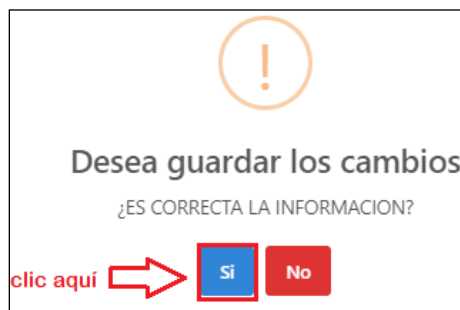 !
Desea guardar los cambios
¿ES CORRECTA LA INFORMACION?
clic aquí Si No